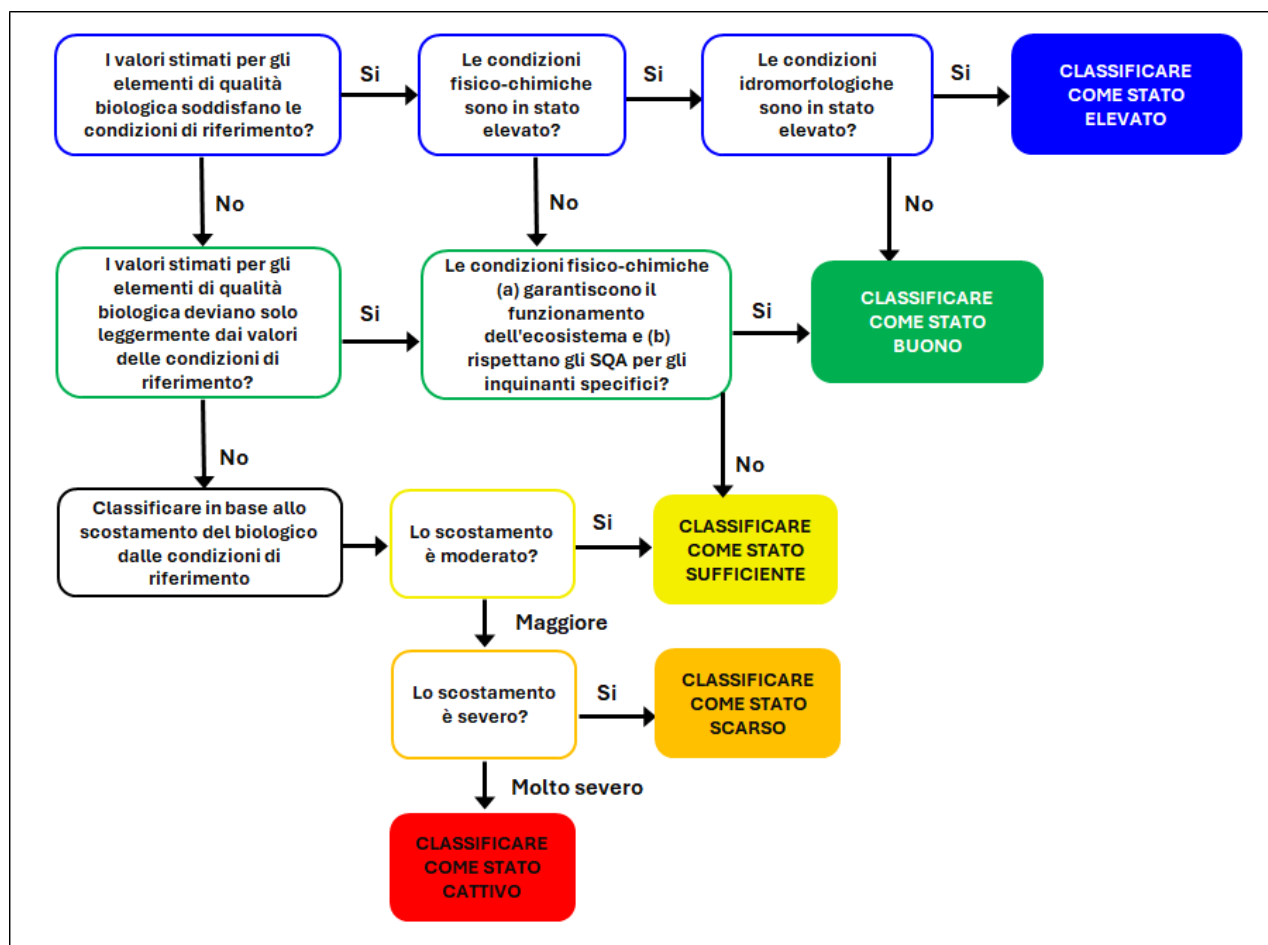 I valori stimati per gli
elementi di qualità
biologica soddisfano le
condizioni di riferimento?
Si
Le condizioni
fisico-chimiche
sono in stato
elevato?
Si
Le condizioni
idromorfologiche
sono in stato
elevato?
Si
CLASSIFICARE
COME STATO
ELEVATO
No
No
No
I valori stimati per gli
elementi di qualità
biologica deviano solo
leggermente dai valori
delle condizioni di
riferimento?
Si
Le condizioni fisico-chimiche
(a) garantiscono il
funzionamento
dell'ecosistema e (b)
rispettano gli SQA per gli
inquinanti specifici?
Si
CLASSIFICARE
COME STATO
BUONO
No
No
Classificare in base allo
scostamento del biologico
dalle condizioni di
riferimento
Lo scostamento
è moderato?
Si
CLASSIFICARE
COME STATO
SUFFICIENTE
Maggiore
Lo scostamento
è severo?
Si
CLASSIFICARE
COME STATO
SCARSO
Molto severo
CLASSIFICARE
COME STATO
CATTIVO